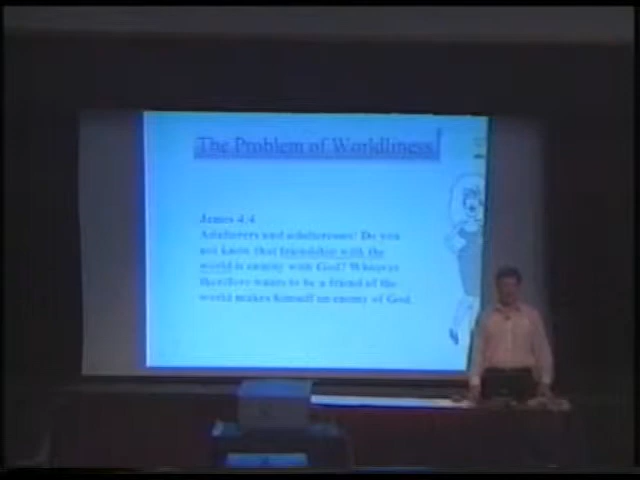 The Problem of Worldliness
James 4:4
Adulterers and adulteresses! Do you
not know that friendship with the
world is enmity with God? Whoever
therefore wants to be a friend of the
world makes himself an enemy of God.